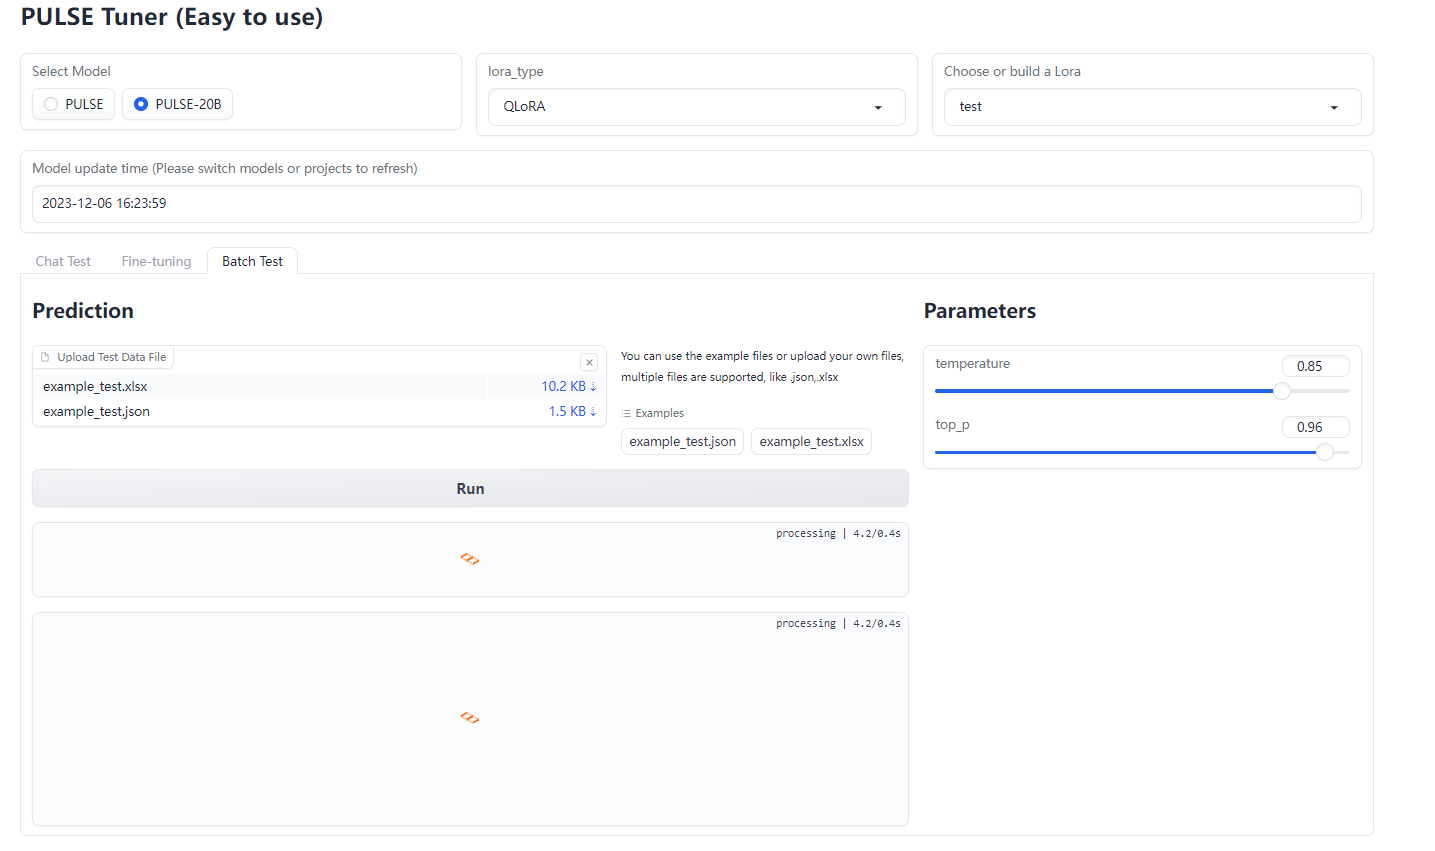 PULSE Tuner (Easy to use)
Select Model
PULSE
PULSE-20B
lora_type
QLoRA
Choose or build a Lora
test
Model update time (Please switch models or projects to refresh)
2023-12-06 16:23:59
Chat Test
Fine-tuning
Batch Test
Prediction
Upload Test Data File
example_test.xlsx 10.2 KB ⇣
example_test.json 1.5 KB ⇣
You can use the example files or upload your own files,
multiple files are supported, like .json,.xlsx
Examples
example_test.json
example_test.xlsx
Run
processing | 4.2/0.4s
processing | 4.2/0.4s
Parameters
temperature
0.85
top_p
0.96